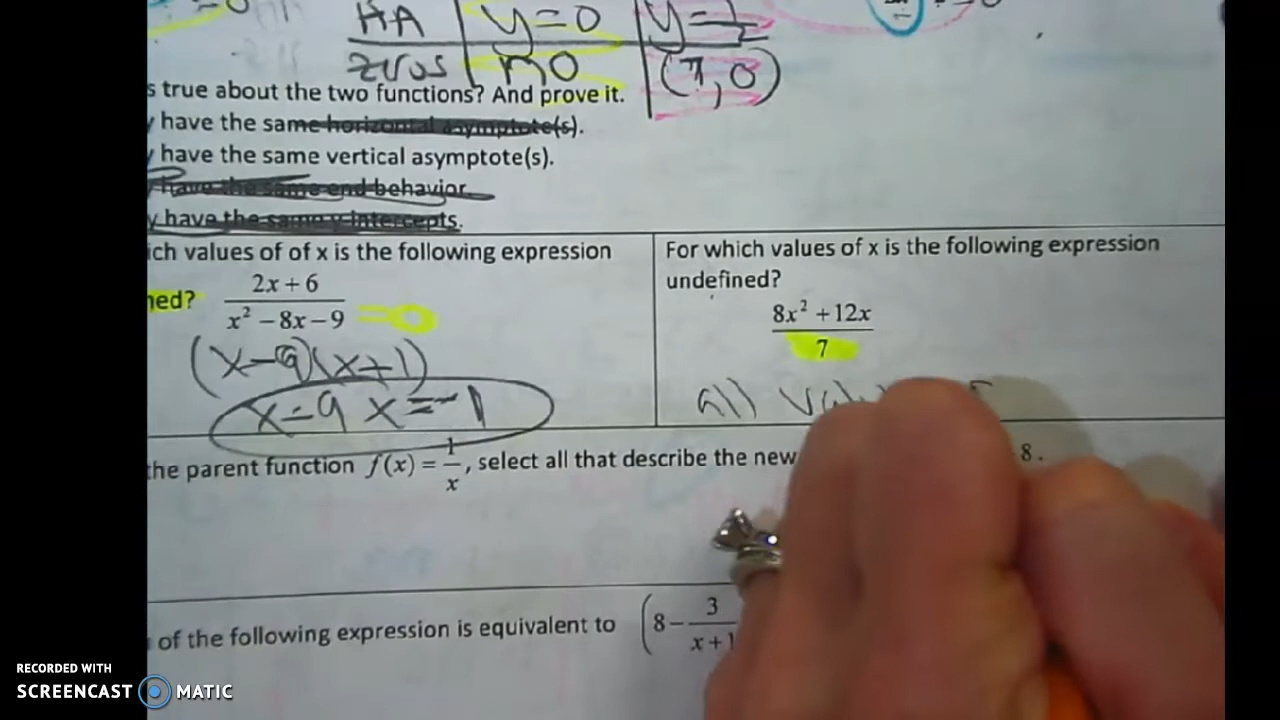 HA y=0 y=1/2
zeros no (7,0)
s true about the two functions? And prove it.
y have the same horizontal asymptote(s).
y have the same vertical asymptote(s).
y have the same end behavior.
y have the same y-intercepts.
ich values of of x is the following expression
ned? 2x + 6
x² − 8x − 9 =0
(x-9)(x+1)
x=9 x=-1
For which values of x is the following expression
undefined?
8x² + 12x
7
all
the parent function f(x) = 1/x, select all that describe the new 8.
of the following expression is equivalent to (8 − 3
x + 1
RECORDED WITH
SCREENCAST MATIC